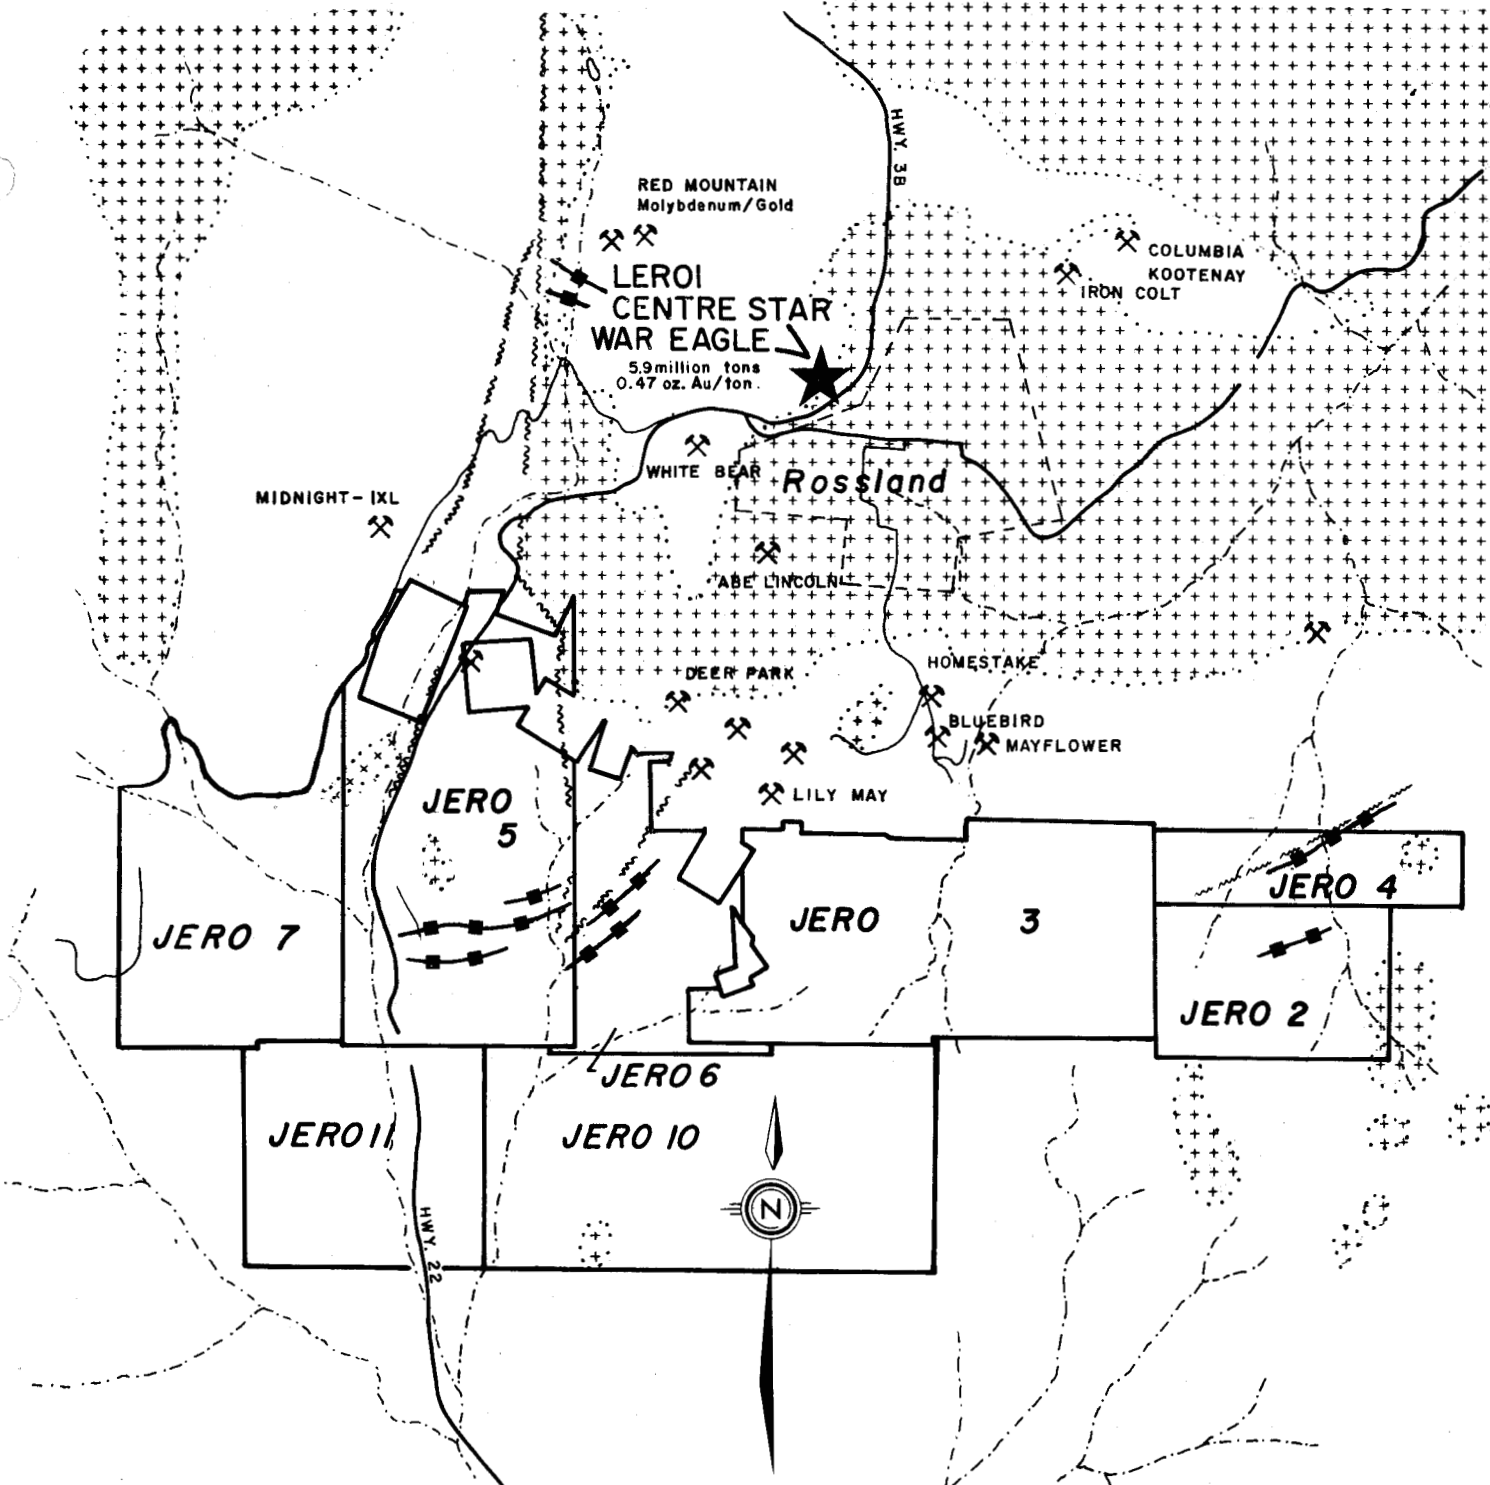 HWY. 3B
RED MOUNTAIN
Molybdenum/Gold
LEROI
CENTRE STAR
WAR EAGLE
5.9 million tons
0.47 oz. Au/ton.
COLUMBIA
KOOTENAY
IRON COLT
WHITE BEAR
Rossland
MIDNIGHT-IXL
ABE LINCOLN
HOMESTAKE
DEER PARK
BLUEBIRD
MAYFLOWER
LILY MAY
JERO
5
JERO 4
JERO 7
JERO
3
JERO 2
JERO 6
JERO 11
JERO 10
N
HWY. 22